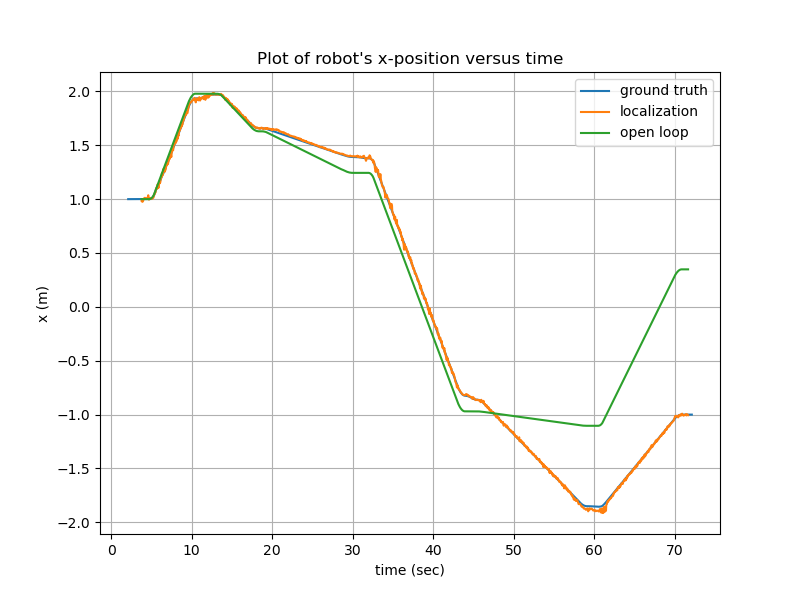 Plot of robot's x-position versus time
ground truth
localization
open loop
x (m)
2.0
1.5
1.0
0.5
0.0
−0.5
−1.0
−1.5
−2.0
0 10 20 30 40 50 60 70
time (sec)